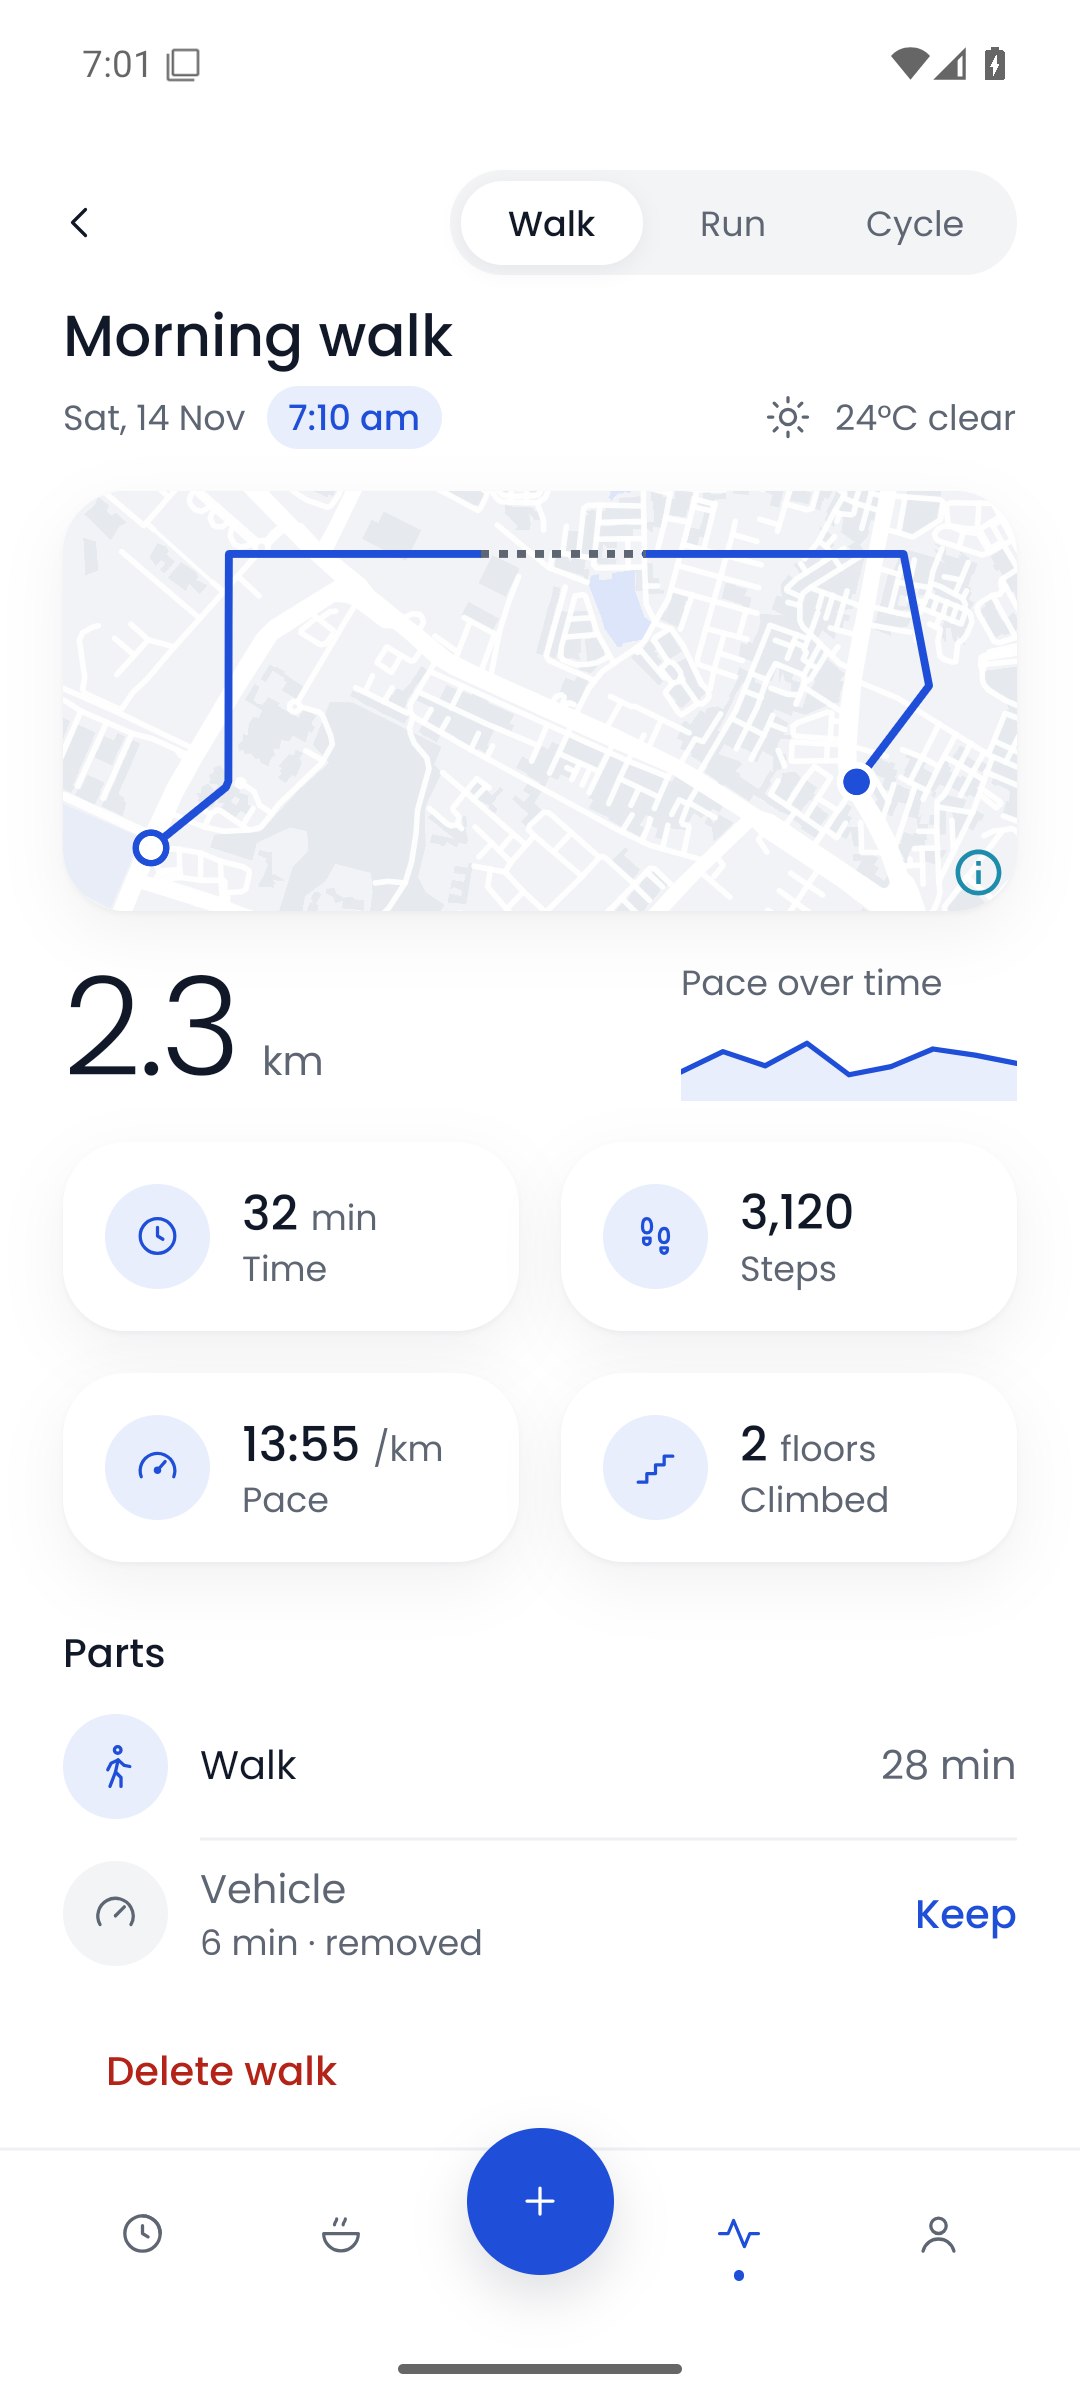 7:01
Walk Run Cycle
Morning walk
Sat, 14 Nov 7:10 am 24°C clear
2.3 km
Pace over time
32 min
Time
3,120
Steps
13:55 /km
Pace
2 floors
Climbed
Parts
Walk 28 min
Vehicle
6 min · removed
Keep
Delete walk